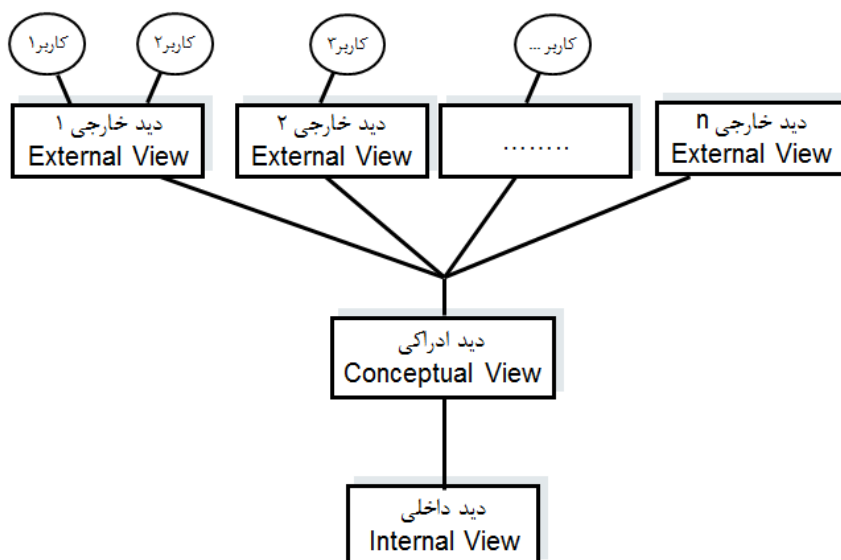 کاربر۱
کاربر۲
کاربر۳
کاربر ...
دید خارجی ۱
External View
دید خارجی ۲
External View
........
دید خارجی n
External View
دید ادراکی
Conceptual View
دید داخلی
Internal View